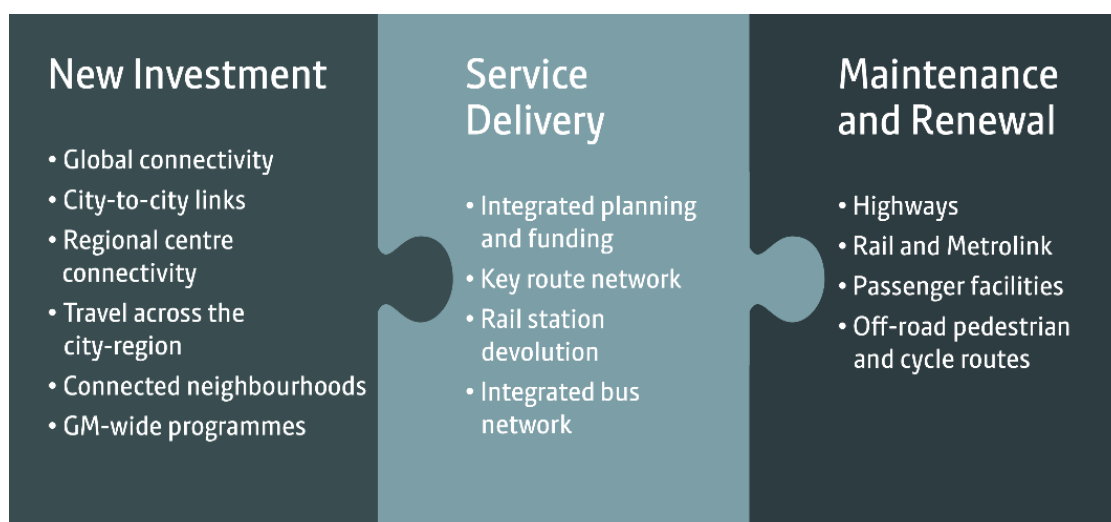 New Investment
• Global connectivity
• City-to-city links
• Regional centre
connectivity
• Travel across the
city-region
• Connected neighbourhoods
• GM-wide programmes
Service
Delivery
• Integrated planning
and funding
• Key route network
• Rail station
devolution
• Integrated bus
network
Maintenance
and Renewal
• Highways
• Rail and Metrolink
• Passenger facilities
• Off-road pedestrian
and cycle routes